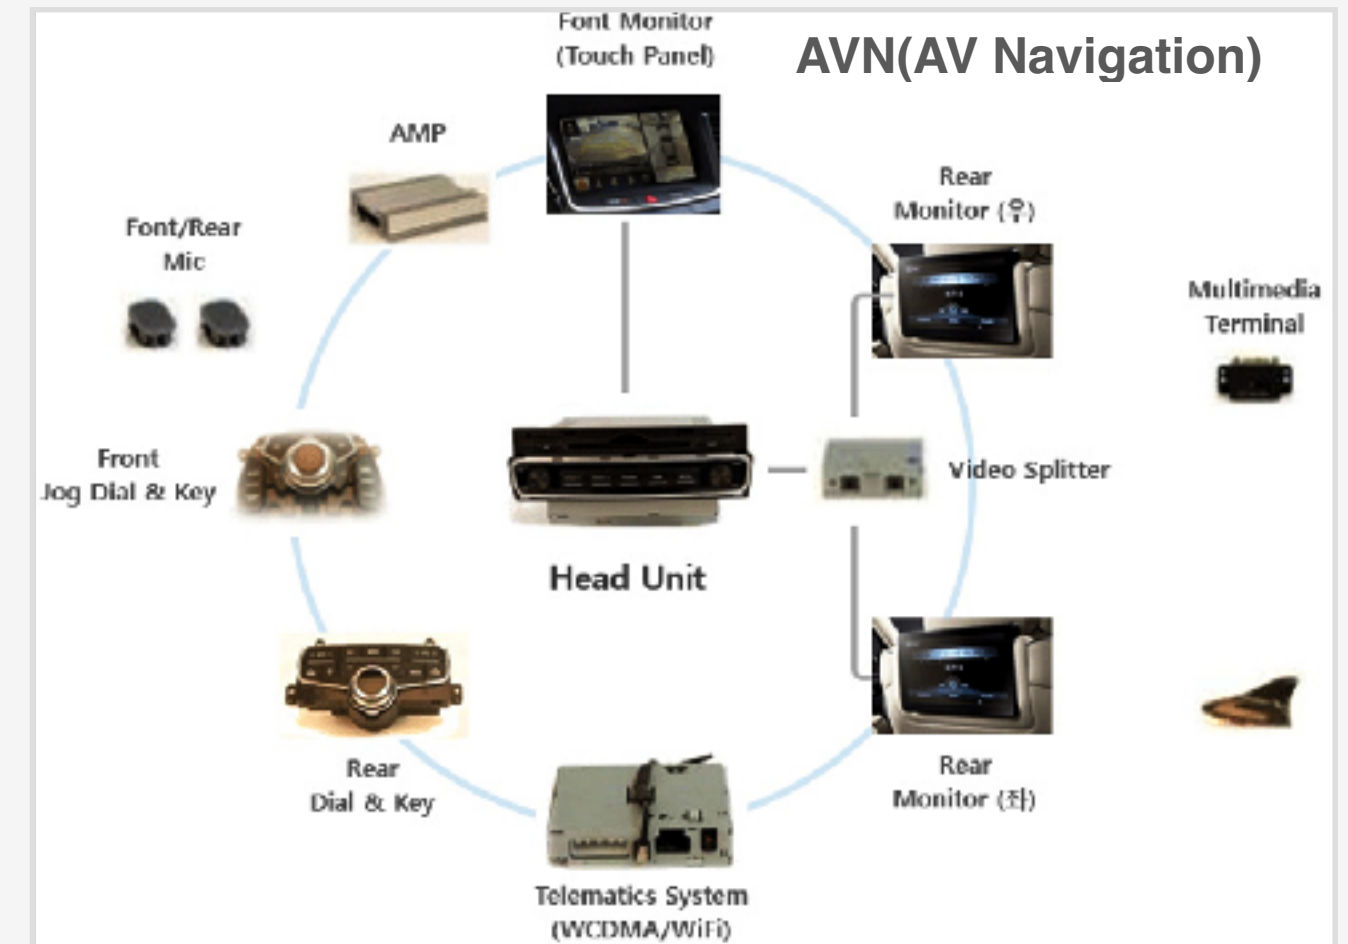 Font Monitor
(Touch Panel)
AVN(AV Navigation)
AMP
Rear
Monitor (우)
Font/Rear
Mic
Multimedia
Terminal
Front
Jog Dial & Key
Video Splitter
Head Unit
Rear
Dial & Key
Rear
Monitor (좌)
Telematics System
(WCDMA/WiFi)